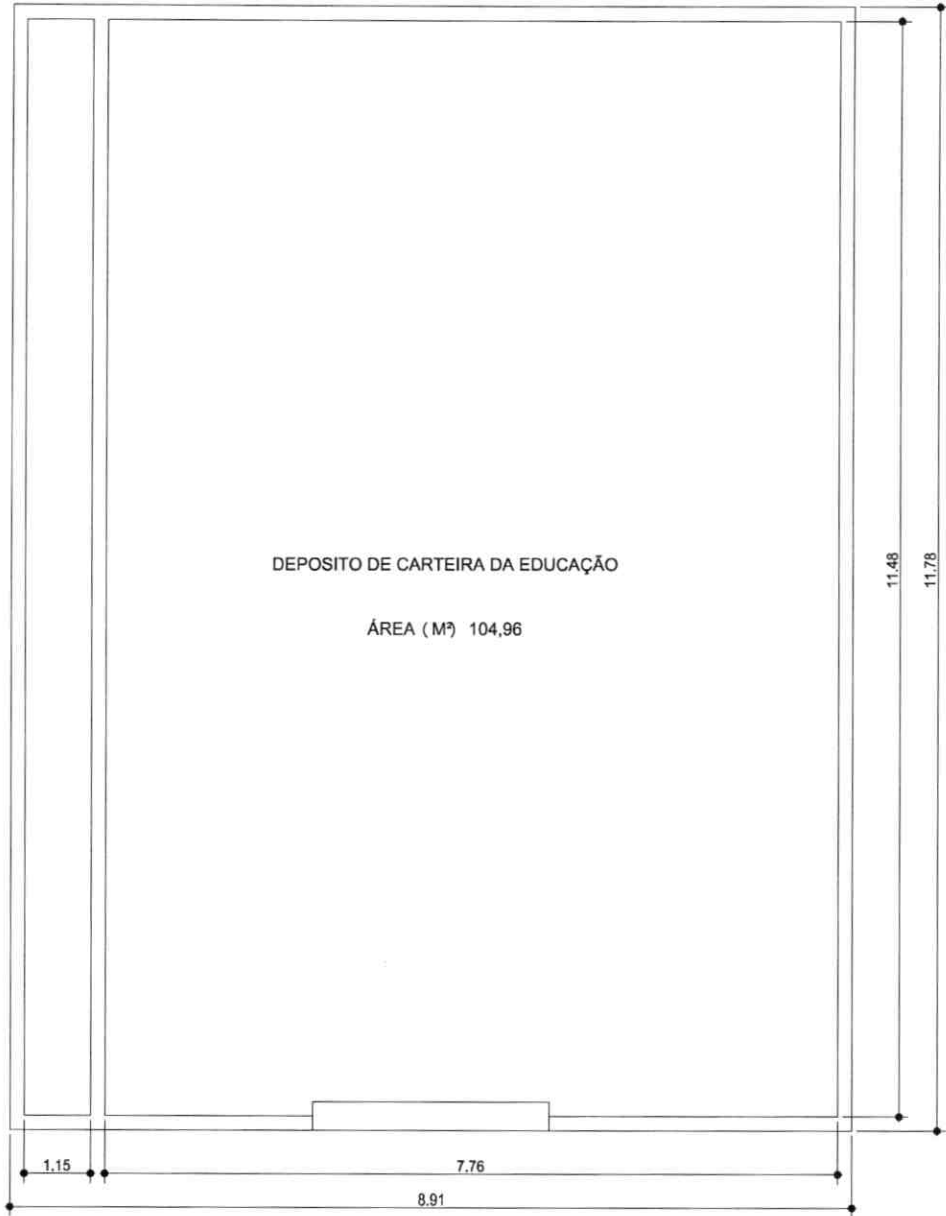 DEPOSITO DE CARTEIRA DA EDUCAÇÃO
ÁREA (M²) 104,96
11.48
11.78
1.15
7.76
8.91